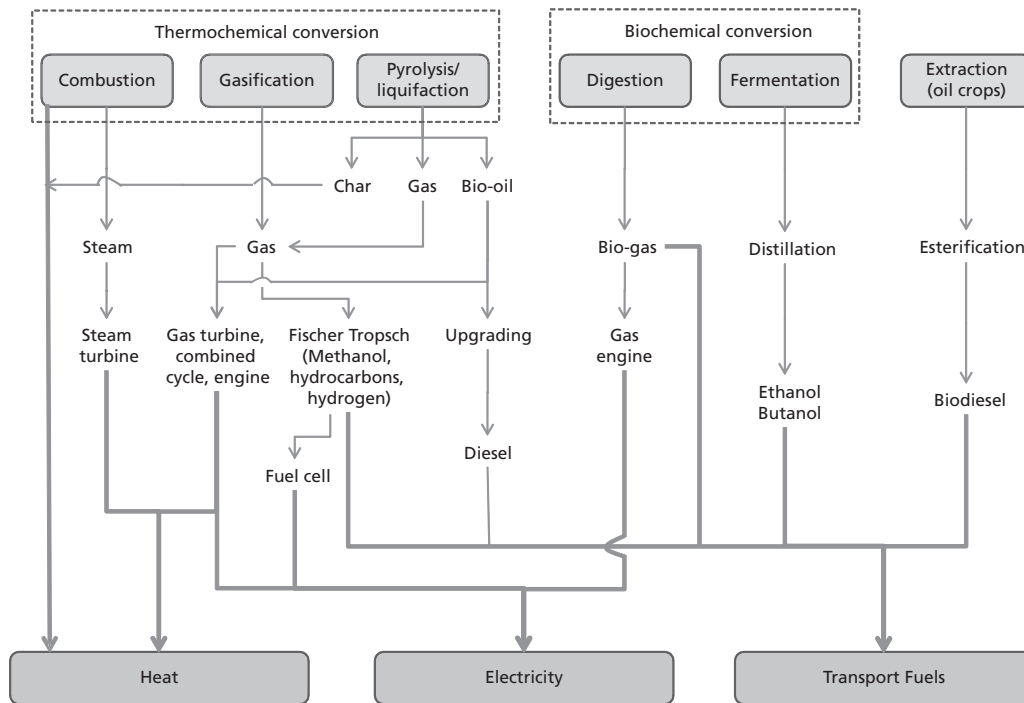 Thermochemical conversion
Biochemical conversion
Combustion
Gasification
Pyrolysis/
liquifaction
Digestion
Fermentation
Extraction
(oil crops)
Char
Gas
Bio-oil
Steam
Gas
Bio-gas
Distillation
Esterification
Steam
turbine
Gas turbine,
combined
cycle, engine
Fischer Tropsch
(Methanol,
hydrocarbons,
hydrogen)
Upgrading
Gas
engine
Ethanol
Butanol
Biodiesel
Diesel
Fuel cell
Heat
Electricity
Transport Fuels